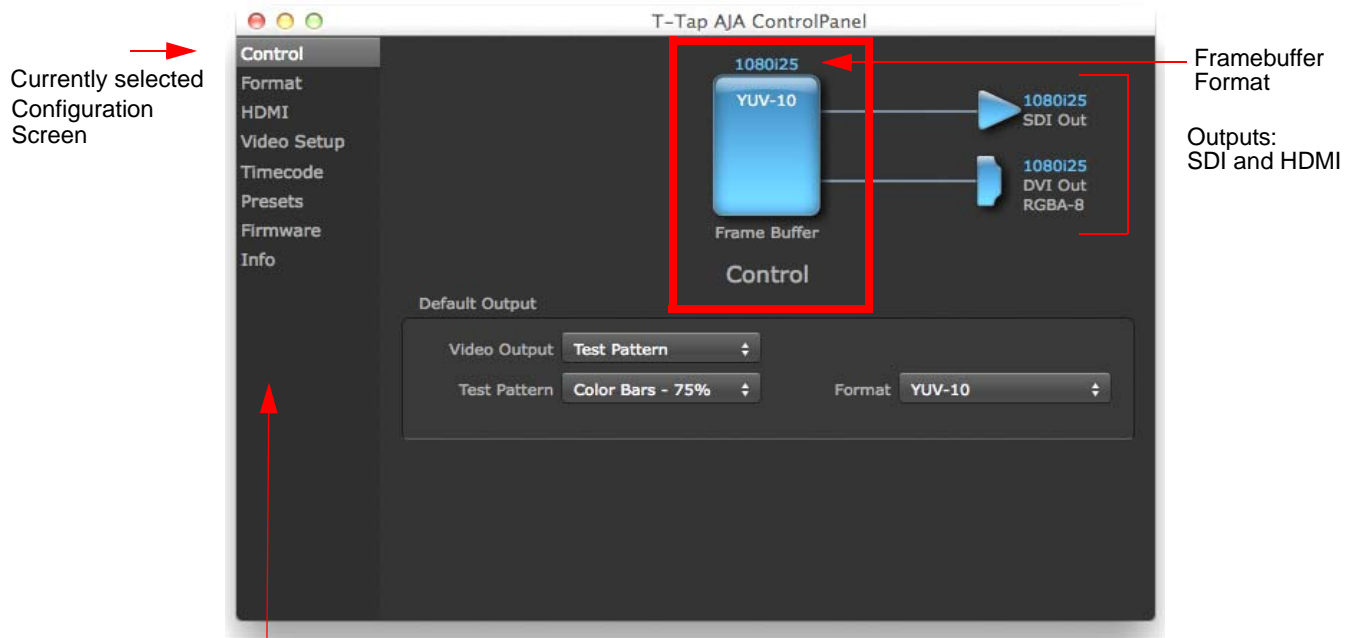 T-Tap AJA ControlPanel
Currently selected
Configuration
Screen
Control
Format
HDMI
Video Setup
Timecode
Presets
Firmware
Info
1080i25
YUV-10
Frame Buffer
Control
1080i25
SDI Out
1080i25
DVI Out
RGBA-8
Framebuffer
Format
Outputs:
SDI and HDMI
Default Output
Video Output Test Pattern
Test Pattern Color Bars - 75% Format YUV-10